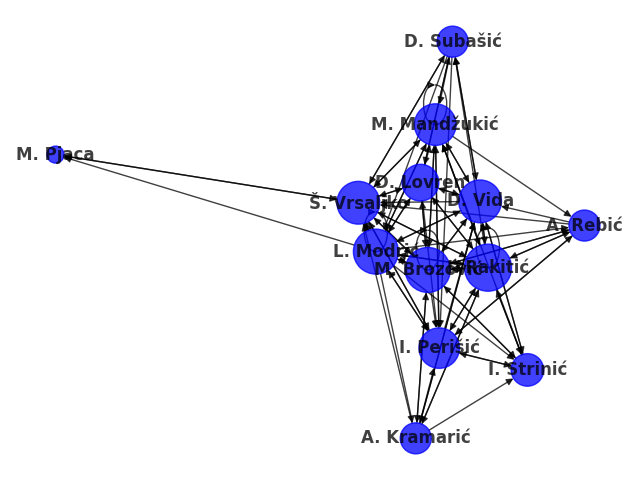 D. Subašić
M. Mandžukić
M. Pjaca
D. Lovren
D. Vida
Š. Vrsaljko
A. Rebić
L. Modrić
M. Brozović
I. Rakitić
I. Perišić
I. Strinić
A. Kramarić